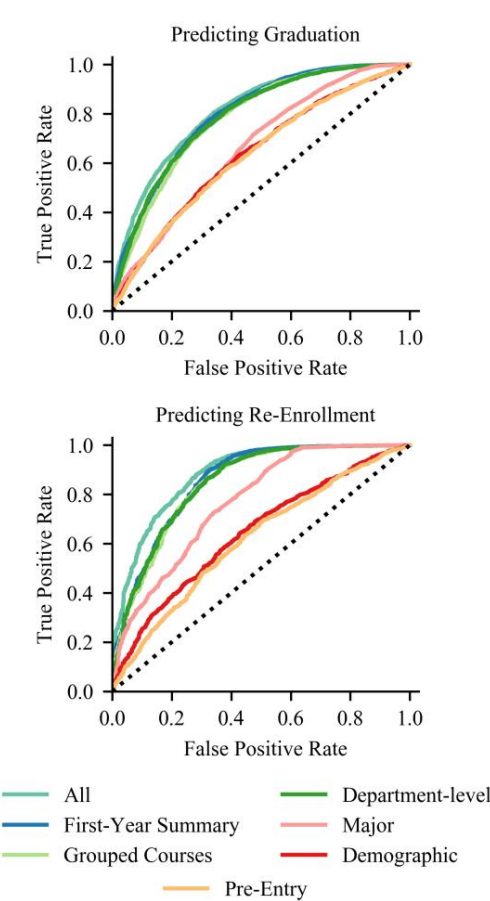 Predicting Graduation
1.0
0.8
0.6
0.4
0.2
0.0
True Positive Rate
0.0 0.2 0.4 0.6 0.8 1.0
False Positive Rate
Predicting Re-Enrollment
1.0
0.8
0.6
0.4
0.2
0.0
True Positive Rate
0.0 0.2 0.4 0.6 0.8 1.0
False Positive Rate
All
First-Year Summary
Grouped Courses
Department-level
Major
Demographic
Pre-Entry